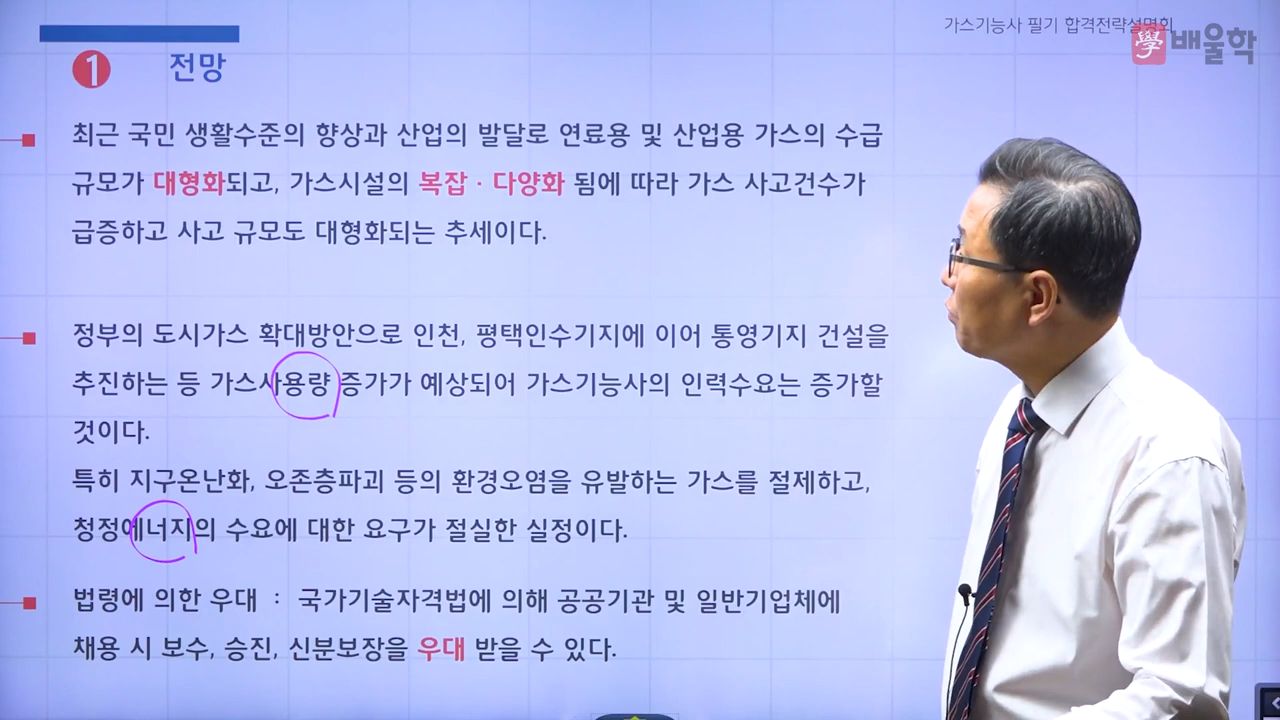 가스기능사 필기 합격전략설명회
學 배울학
1 전망
최근 국민 생활수준의 향상과 산업의 발달로 연료용 및 산업용 가스의 수급
규모가 대형화되고, 가스시설의 복잡 · 다양화 됨에 따라 가스 사고건수가
급증하고 사고 규모도 대형화되는 추세이다.
정부의 도시가스 확대방안으로 인천, 평택인수기지에 이어 통영기지 건설을
추진하는 등 가스사용량 증가가 예상되어 가스기능사의 인력수요는 증가할
것이다.
특히 지구온난화, 오존층파괴 등의 환경오염을 유발하는 가스를 절제하고,
청정에너지의 수요에 대한 요구가 절실한 실정이다.
법령에 의한 우대 : 국가기술자격법에 의해 공공기관 및 일반기업체에
채용 시 보수, 승진, 신분보장을 우대 받을 수 있다.